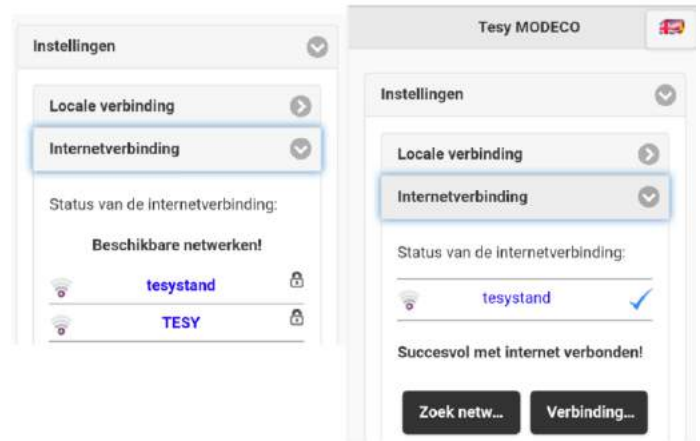 Instellingen
Locale verbinding
Internetverbinding
Status van de internetverbinding:
Beschikbare netwerken!
tesystand
TESY
Tesy MODECO
Instellingen
Locale verbinding
Internetverbinding
Status van de internetverbinding:
tesystand
Succesvol met internet verbonden!
Zoek netw... Verbinding...